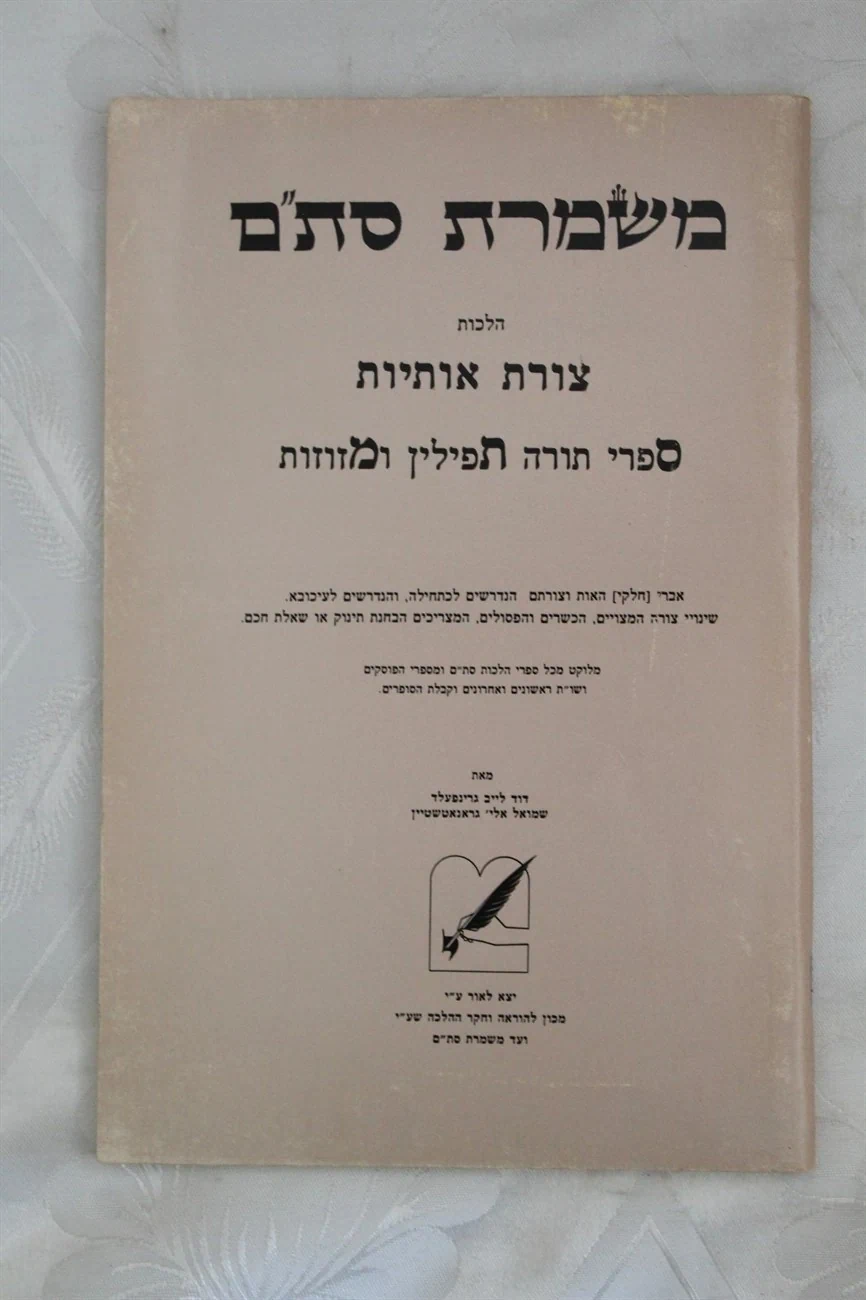 משמרת סת"ם
הלכות
צורת אותיות
ספרי תורה תפילין ומזוזות
אברי [חלקי] האות וצורתם הנדרשים לכתחילה, והנדרשים לעיכובא.
שינויי צורה המצויים, הכשרים והפסולים, המצריכים הבחנת תינוק או שאלת חכם.
מלוקט מכל ספרי הלכות סת"ם ומספרי הפוסקים
ושו"ת ראשונים ואחרונים וקבלת הסופרים.
מאת
דוד לייב גרינפעלד
שמואל אלי' גראנאטשטיין
יצא לאור ע"י
מכון להוראה וחקר ההלכה שע"י
ועד משמרת סת"ם